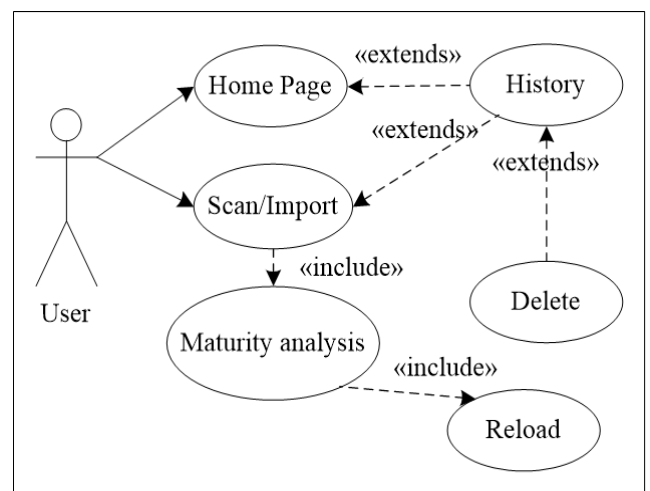 «extends»
Home Page
History
«extends»
«extends»
Scan/Import
«include»
User
Delete
Maturity analysis
«include»
Reload